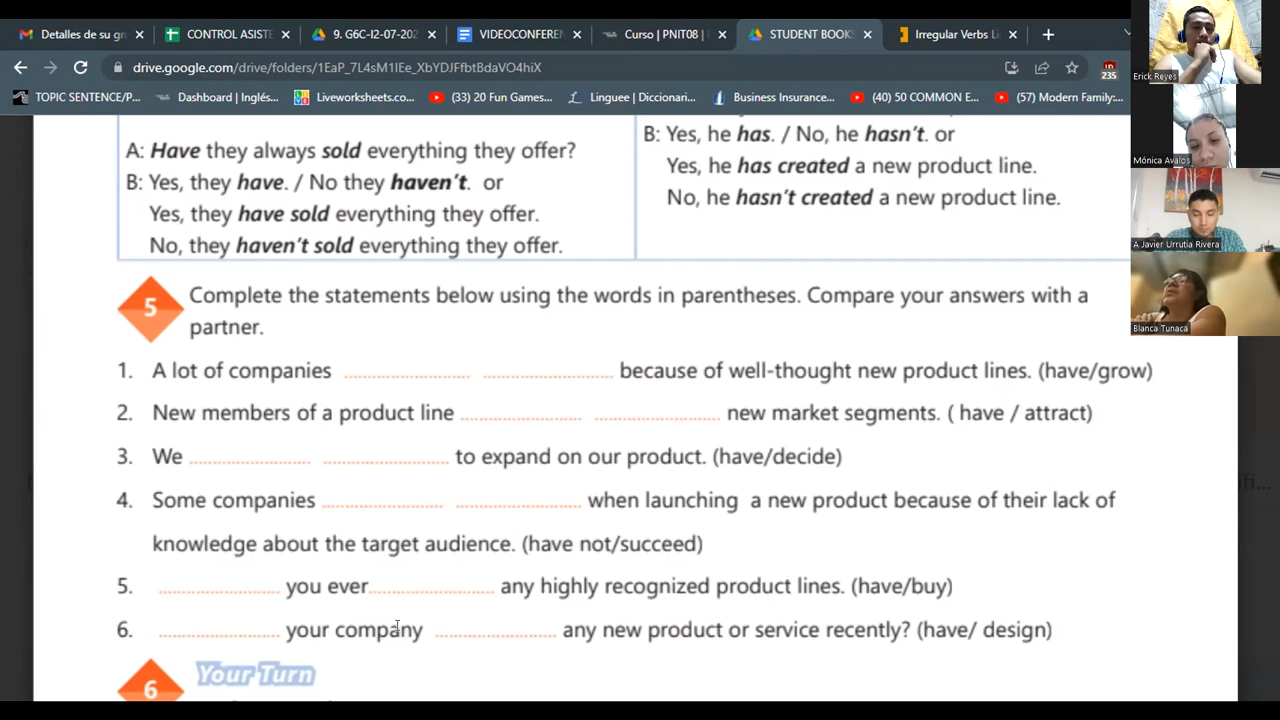 Detalles de su gru
CONTROL ASISTE
9. G6C-I2-07-202
VIDEOCONFEREN
Curso | PNIT08 |
STUDENT BOOKS
Irregular Verbs Li
drive.google.com/drive/folders/1EaP_7L4sM1IEe_XbYDJFfbtBdaVO4hiX
235
TOPIC SENTENCE/P...
Dashboard | Inglés...
Liveworksheets.co...
(33) 20 Fun Games...
Linguee | Diccionari...
Business Insurance...
(40) 50 COMMON E...
(57) Modern Family:...
A: Have they always sold everything they offer?
B: Yes, they have. / No they haven't. or
Yes, they have sold everything they offer.
No, they haven't sold everything they offer.
B: Yes, he has. / No, he hasn't. or
Yes, he has created a new product line.
No, he hasn't created a new product line.
5
Complete the statements below using the words in parentheses. Compare your answers with a
partner.
1. A lot of companies ........................ ........................ because of well-thought new product lines. (have/grow)
2. New members of a product line ........................ ........................ new market segments. ( have / attract)
3. We ........................ ........................ to expand on our product. (have/decide)
4. Some companies ........................ ........................ when launching a new product because of their lack of
knowledge about the target audience. (have not/succeed)
5. ........................ you ever........................ any highly recognized product lines. (have/buy)
6. ........................ your company ........................ any new product or service recently? (have/ design)
6
Your Turn
Erick Reyes
Mónica Avalos
A Javier Urrutia Rivera
Blanca Tunaca